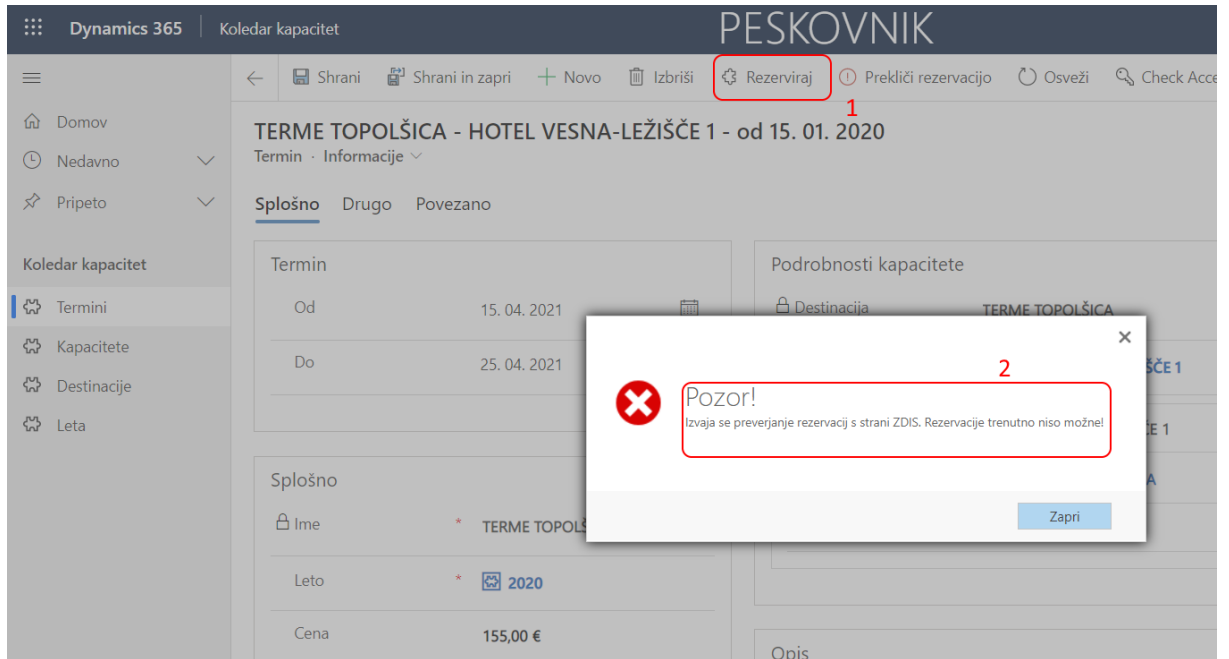 Dynamics 365 Koledar kapacitet PESKOVNIK
Shrani Shrani in zapri Novo Izbriši Rezerviraj Prekliči rezervacijo Osveži Check Acce
1
Domov
Nedavno
Pripeto
Koledar kapacitet
Termini
Kapacitete
Destinacije
Leta
TERME TOPOLŠICA - HOTEL VESNA-LEŽIŠČE 1 - od 15. 01. 2020
Termin · Informacije
Splošno Drugo Povezano
Termin
Od 15. 04. 2021
Do 25. 04. 2021
Podrobnosti kapacitete
Destinacija TERME TOPOLŠICA
ŠČE 1
ČE 1
A
2
Pozor!
Izvaja se preverjanje rezervacij s strani ZDIS. Rezervacije trenutno niso možne!
Zapri
Splošno
Ime * TERME TOPOLŠ
Leto * 2020
Cena 155,00 €
Opis